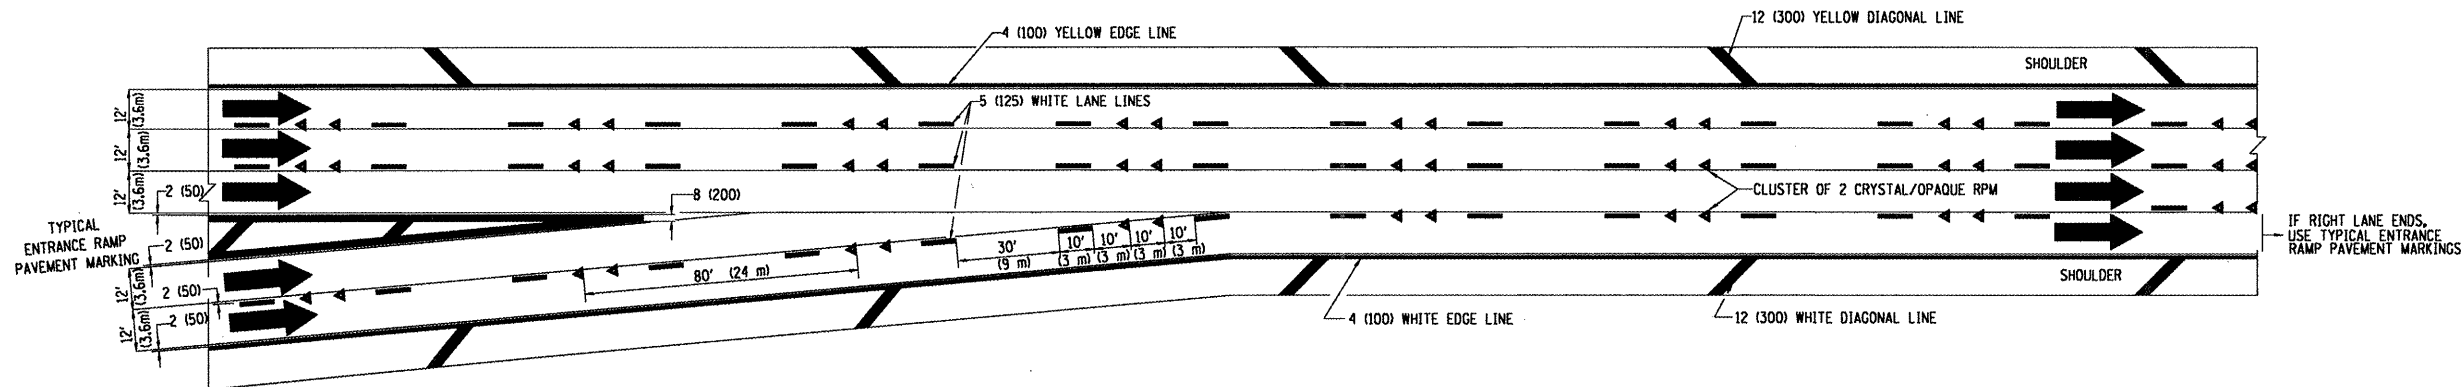 12 (300) YELLOW DIAGONAL LINE
4 (100) YELLOW EDGE LINE
SHOULDER
12'
(3.6m)
5 (125) WHITE LANE LINES
12'
(3.6m)
12'
(3.6m)
2 (50)
8 (200)
CLUSTER OF 2 CRYSTAL/OPAQUE RPM
TYPICAL
ENTRANCE RAMP
PAVEMENT MARKING
2 (50)
IF RIGHT LANE ENDS,
USE TYPICAL ENTRANCE
RAMP PAVEMENT MARKINGS
30'
(9 m)
10'
(3 m)
10'
(3 m)
10'
(3 m)
10'
(3 m)
80' (24 m)
SHOULDER
12'
(3.6m)
2 (50)
12'
(3.6m)
2 (50)
4 (100) WHITE EDGE LINE
12 (300) WHITE DIAGONAL LINE